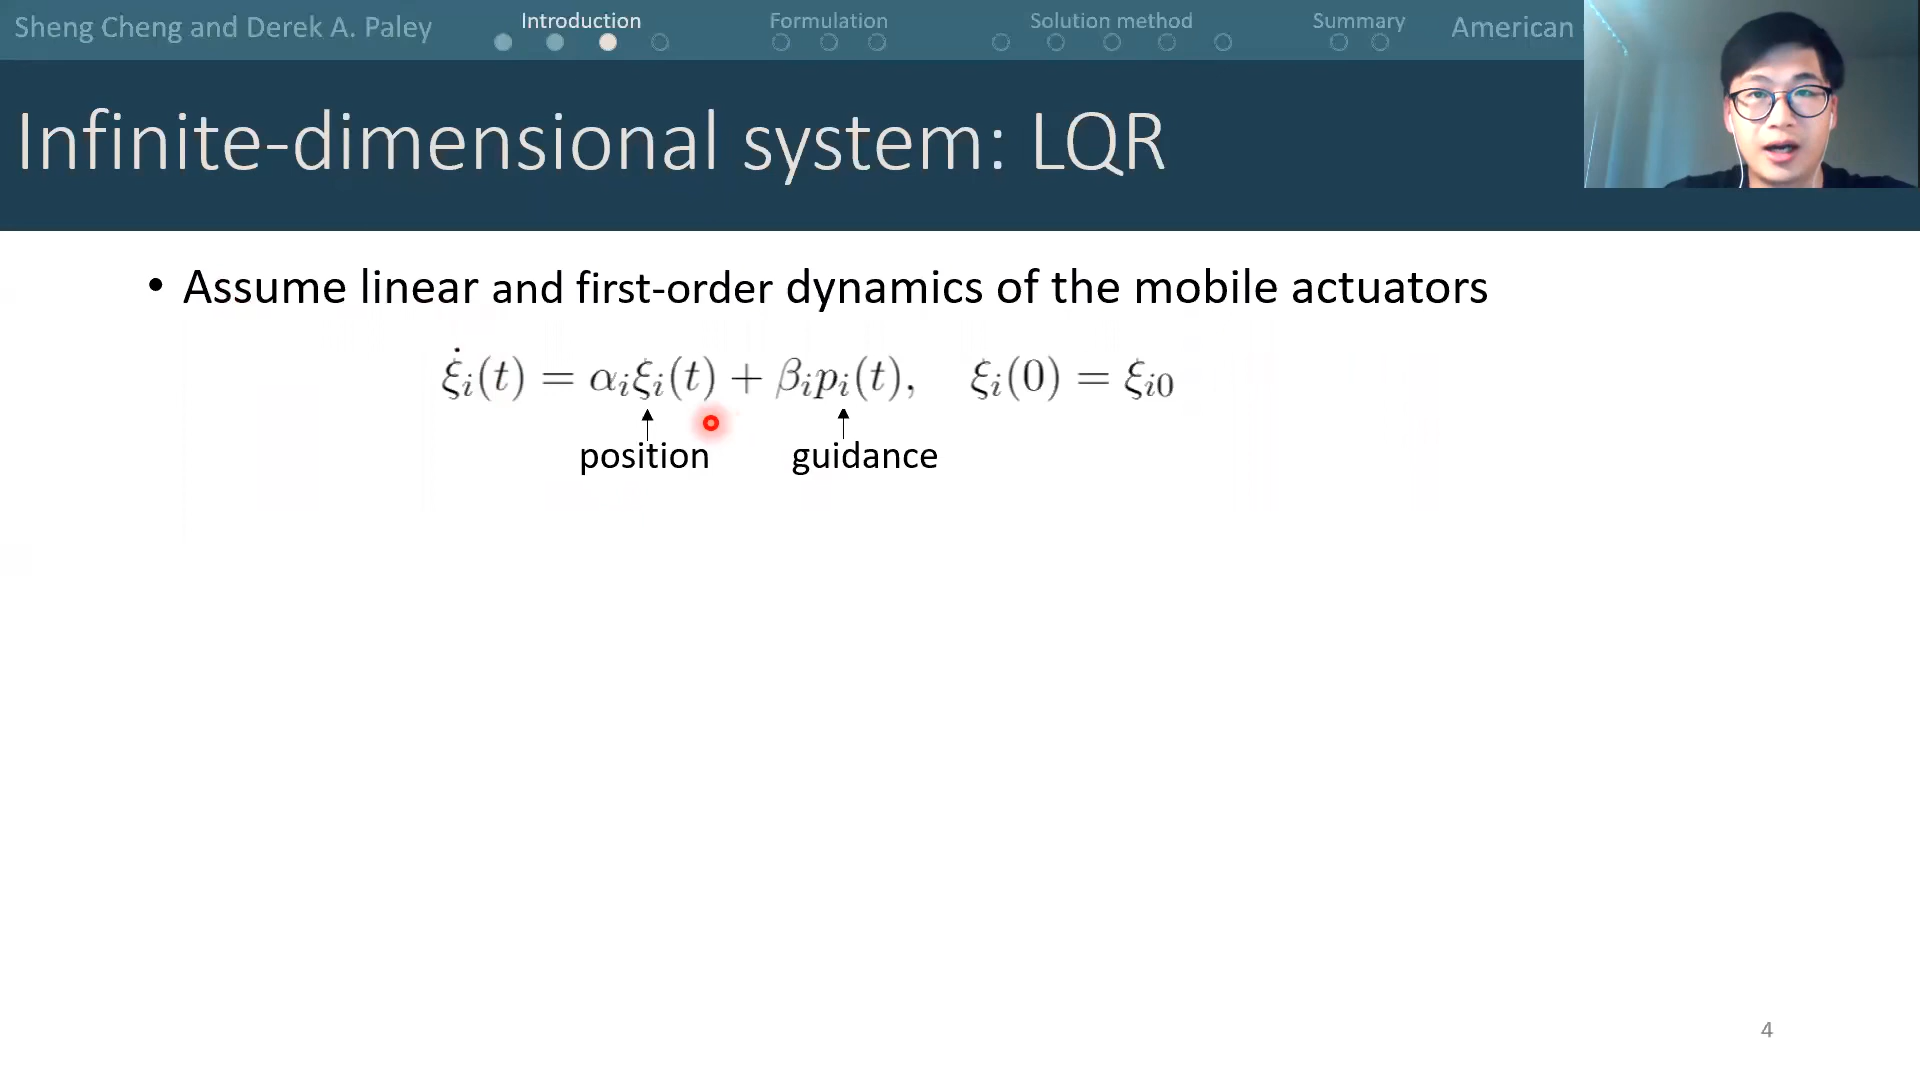 Sheng Cheng and Derek A. Paley
Introduction
Formulation
Solution method
Summary
American
Infinite-dimensional system: LQR
• Assume linear and first-order dynamics of the mobile actuators
ξ̇ᵢ(t) = αᵢξᵢ(t) + βᵢpᵢ(t),    ξᵢ(0) = ξᵢ₀
position
guidance
4